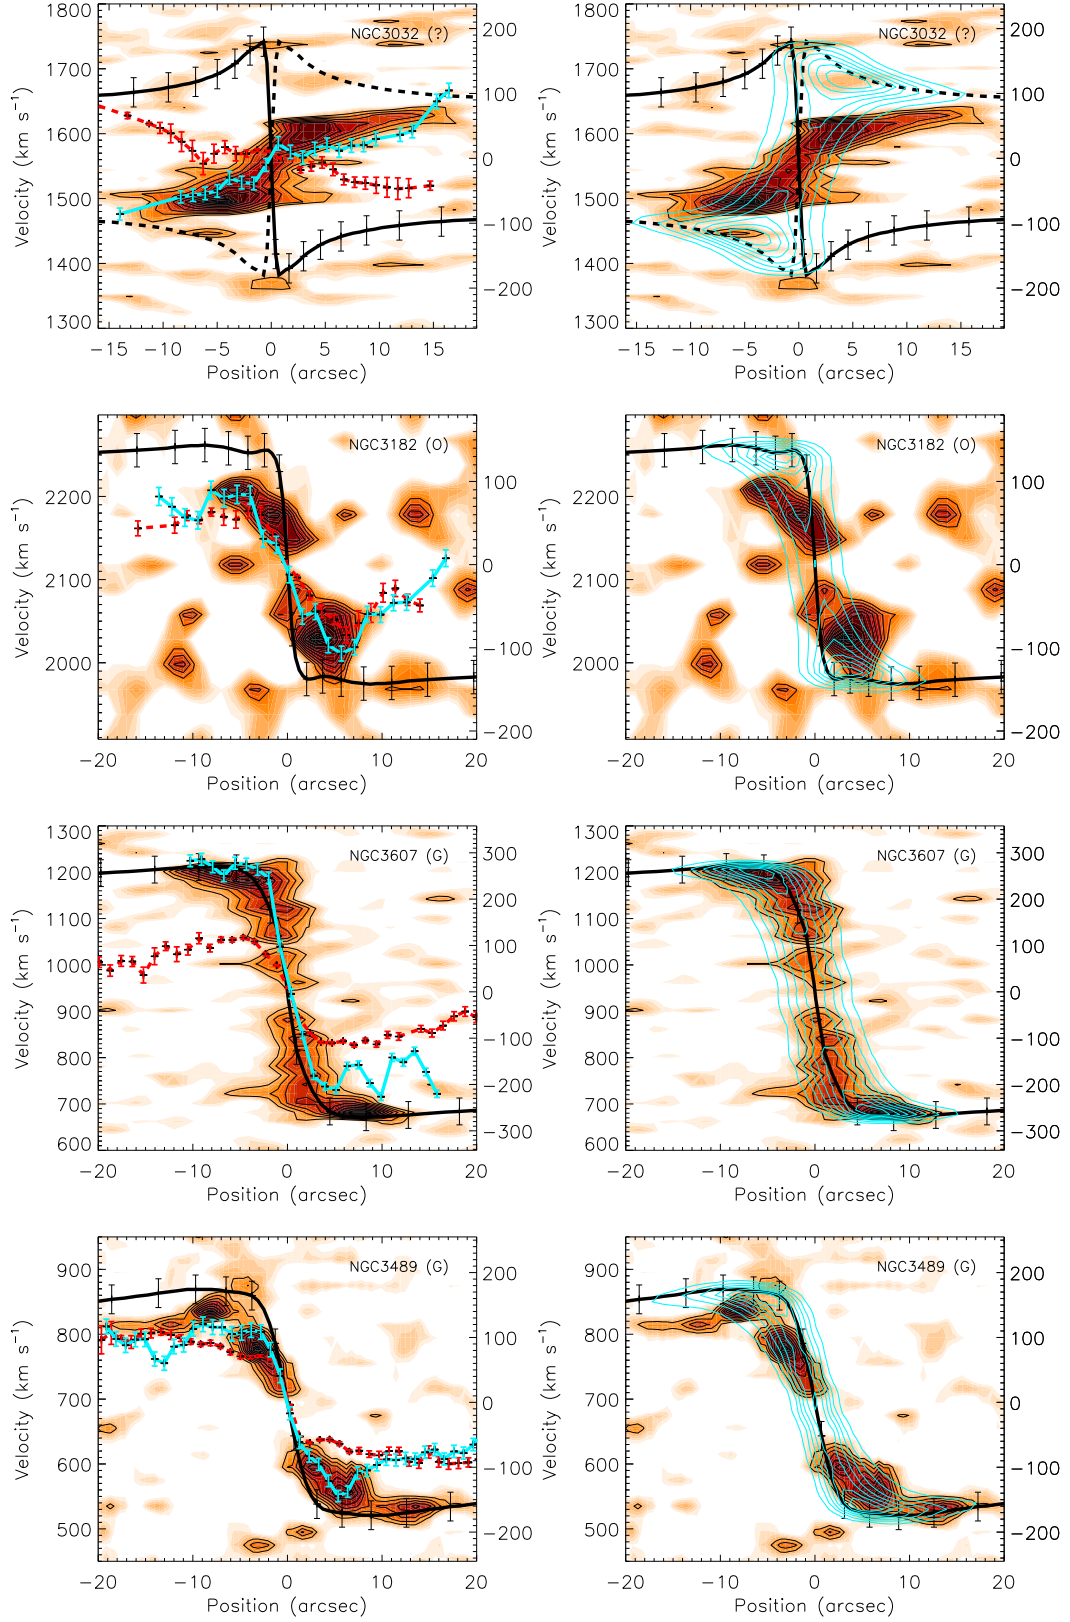 1800
1700
1600
1500
1400
1300
Velocity (km s⁻¹)
200
100
0
−100
−200
NGC3032 (?)
−15 −10 −5 0 5 10 15
Position (arcsec)
1800
1700
1600
1500
1400
1300
Velocity (km s⁻¹)
200
100
0
−100
−200
NGC3032 (?)
−15 −10 −5 0 5 10 15
Position (arcsec)
2200
2100
2000
Velocity (km s⁻¹)
100
0
−100
−200
NGC3182 (O)
−20 −10 0 10 20
Position (arcsec)
2200
2100
2000
Velocity (km s⁻¹)
100
0
−100
−200
NGC3182 (O)
−20 −10 0 10 20
Position (arcsec)
1300
1200
1100
1000
900
800
700
600
Velocity (km s⁻¹)
300
200
100
0
−100
−200
−300
NGC3607 (G)
−20 −10 0 10 20
Position (arcsec)
1300
1200
1100
1000
900
800
700
600
Velocity (km s⁻¹)
300
200
100
0
−100
−200
−300
NGC3607 (G)
−20 −10 0 10 20
Position (arcsec)
900
800
700
600
500
Velocity (km s⁻¹)
200
100
0
−100
−200
NGC3489 (G)
−20 −10 0 10 20
Position (arcsec)
900
800
700
600
500
Velocity (km s⁻¹)
200
100
0
−100
−200
NGC3489 (G)
−20 −10 0 10 20
Position (arcsec)